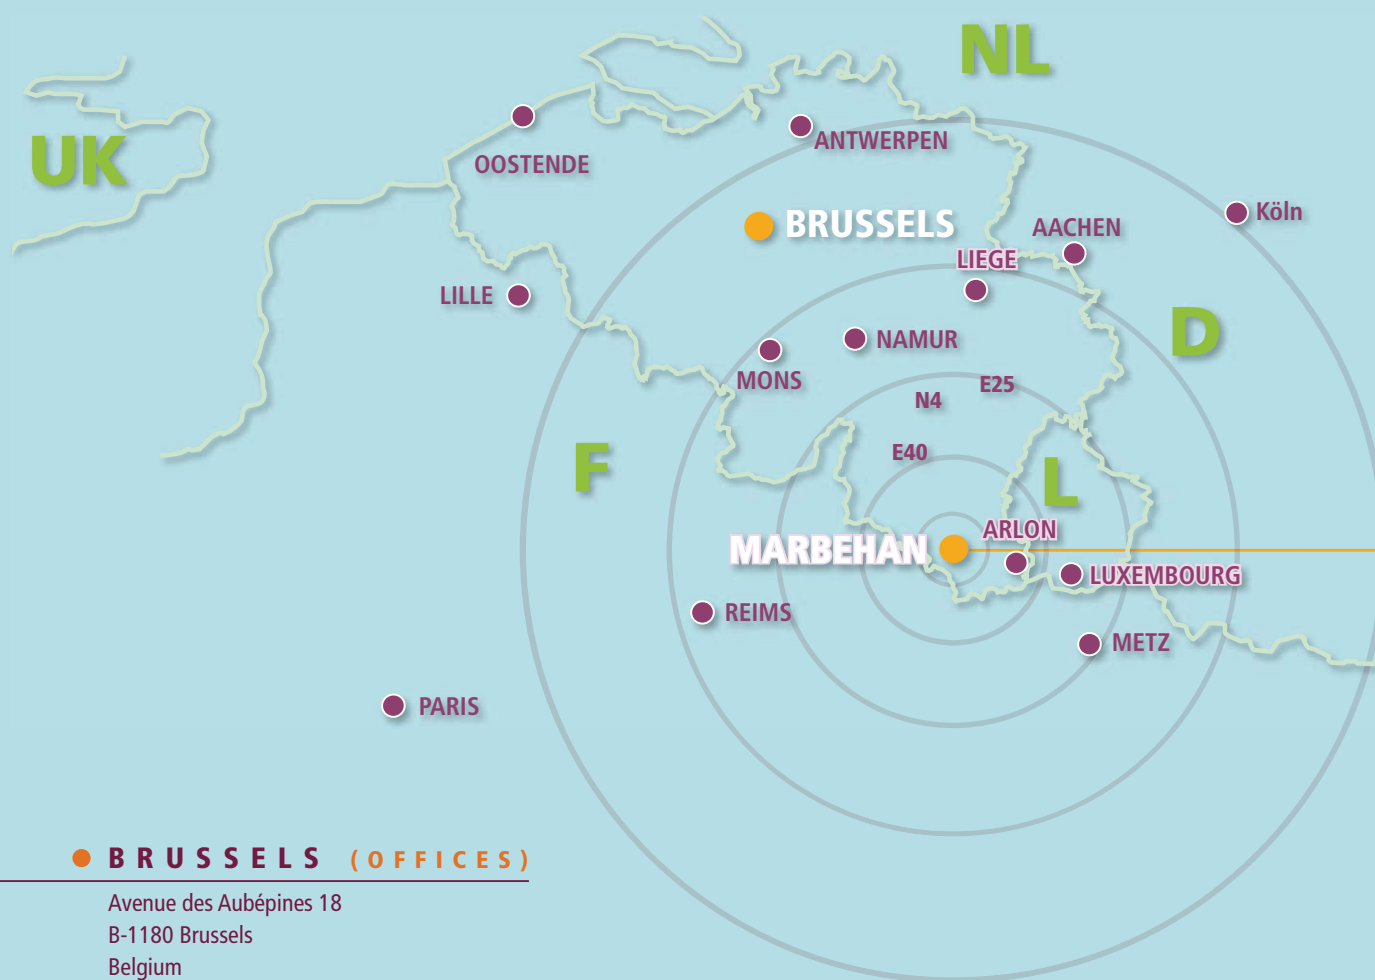 NL
UK
OOSTENDE
ANTWERPEN
BRUSSELS
Köln
AACHEN
LIEGE
LILLE
D
NAMUR
MONS
E25
N4
E40
F
L
ARLON
MARBEHAN
LUXEMBOURG
REIMS
METZ
PARIS
BRUSSELS (OFFICES)
Avenue des Aubépines 18
B-1180 Brussels
Belgium